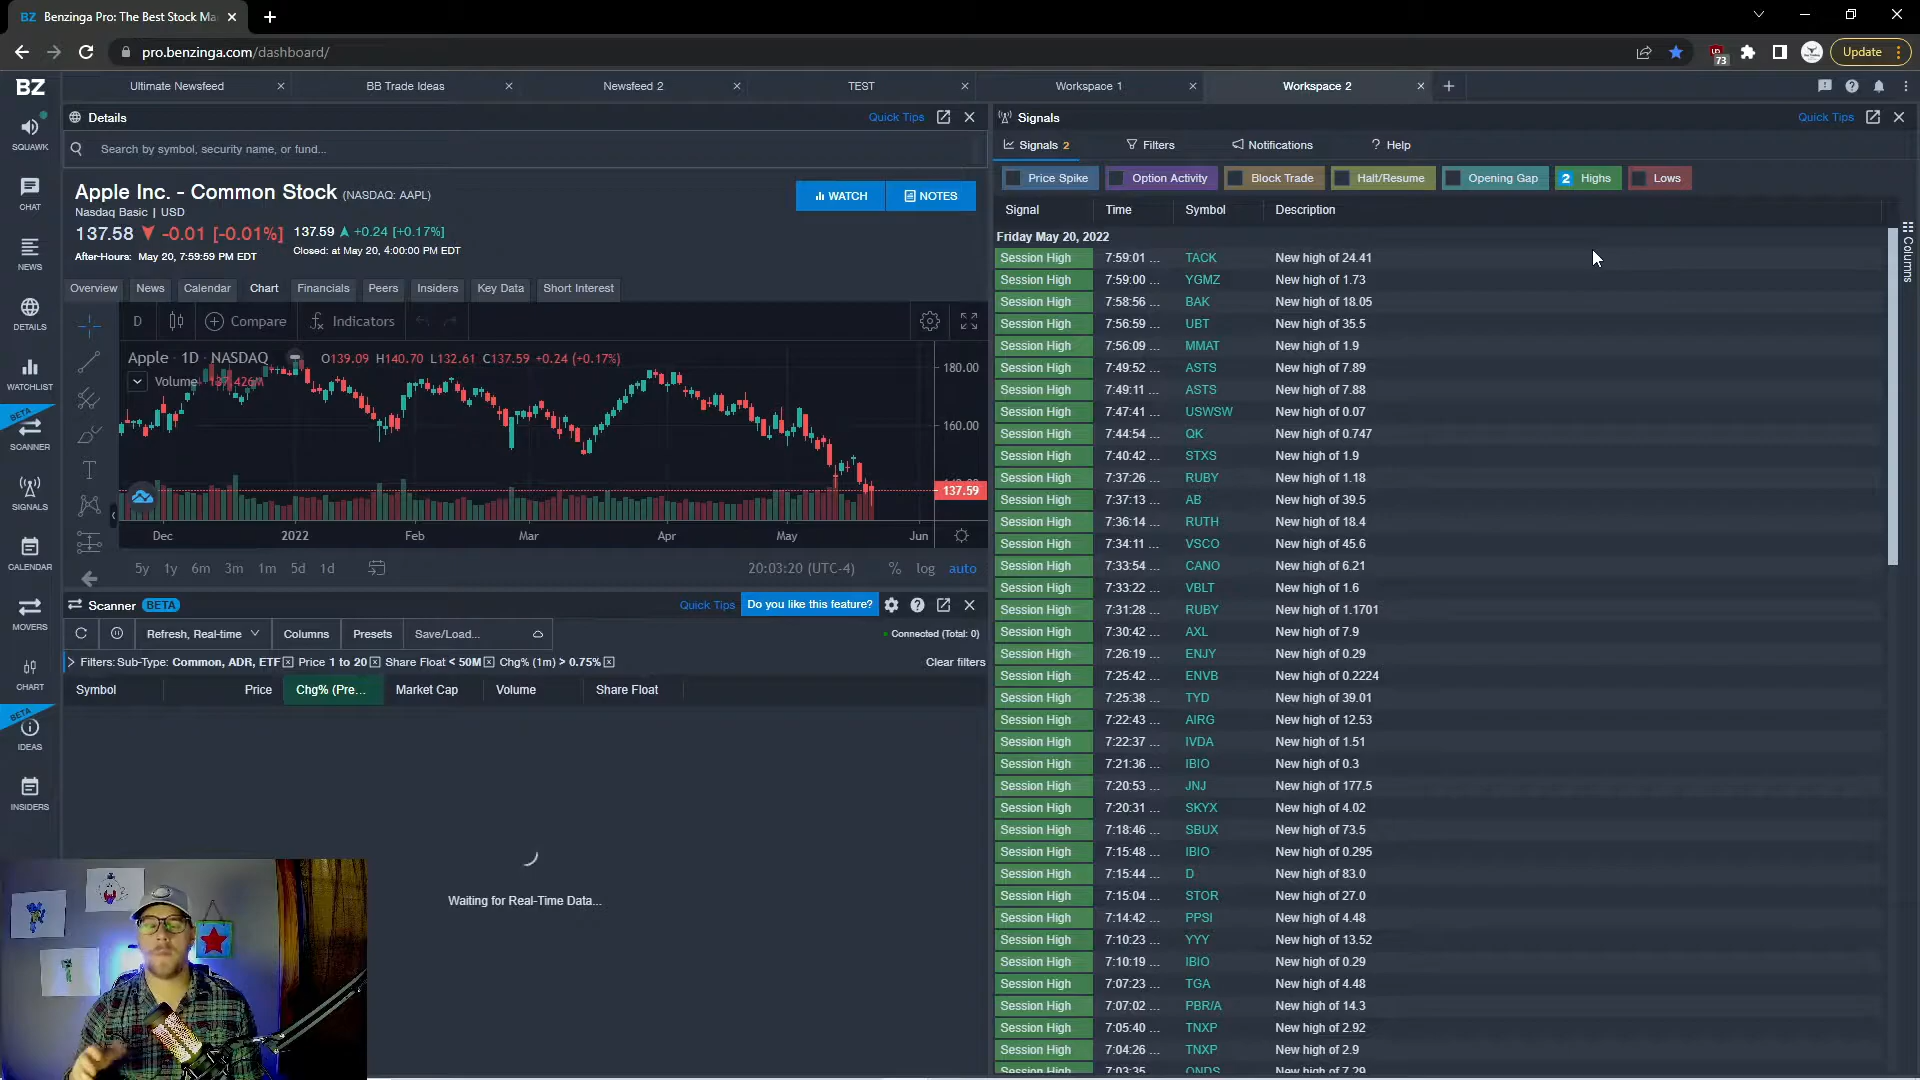 BZ Benzinga Pro: The Best Stock Ma
pro.benzinga.com/dashboard/
73
Update
BZ
Ultimate Newsfeed
BB Trade Ideas
Newsfeed 2
TEST
Workspace 1
Workspace 2
SQUAWK
CHAT
NEWS
DETAILS
WATCHLIST
BETA
SCANNER
SIGNALS
CALENDAR
MOVERS
CHART
BETA
IDEAS
INSIDERS
Details
Quick Tips
Search by symbol, security name, or fund...
Apple Inc. - Common Stock (NASDAQ: AAPL)
WATCH
NOTES
Nasdaq Basic | USD
137.58 -0.01 [-0.01%] 137.59 +0.24 [+0.17%]
After-Hours: May 20, 7:59:59 PM EDT Closed: at May 20, 4:00:00 PM EDT
Overview News Calendar Chart Financials Peers Insiders Key Data Short Interest
D Compare Indicators
Apple · 1D · NASDAQ O139.09 H140.70 L132.61 C137.59 +0.24 (+0.17%)
Volume 137.426M
180.00
160.00
137.59
Dec 2022 Feb Mar Apr May Jun
5y 1y 6m 3m 1m 5d 1d 20:03:20 (UTC-4) % log auto
Scanner BETA Quick Tips Do you like this feature?
Refresh, Real-time Columns Presets Save/Load... Connected (Total: 0)
Filters: Sub-Type: Common, ADR, ETF Price 1 to 20 Share Float < 50M Chg% (1m) > 0.75% Clear filters
Symbol Price Chg% (Pre... Market Cap Volume Share Float
Waiting for Real-Time Data...
Signals
Quick Tips
Signals 2 Filters Notifications ? Help
Price Spike Option Activity Block Trade Halt/Resume Opening Gap 2 Highs Lows
Signal Time Symbol Description
Columns
Friday May 20, 2022
Session High 7:59:01 ... TACK New high of 24.41
Session High 7:59:00 ... YGMZ New high of 1.73
Session High 7:58:56 ... BAK New high of 18.05
Session High 7:56:59 ... UBT New high of 35.5
Session High 7:56:09 ... MMAT New high of 1.9
Session High 7:49:52 ... ASTS New high of 7.89
Session High 7:49:11 ... ASTS New high of 7.88
Session High 7:47:41 ... USWSW New high of 0.07
Session High 7:44:54 ... QK New high of 0.747
Session High 7:40:42 ... STXS New high of 1.9
Session High 7:37:26 ... RUBY New high of 1.18
Session High 7:37:13 ... AB New high of 39.5
Session High 7:36:14 ... RUTH New high of 18.4
Session High 7:34:11 ... VSCO New high of 45.6
Session High 7:33:54 ... CANO New high of 6.21
Session High 7:33:22 ... VBLT New high of 1.6
Session High 7:31:28 ... RUBY New high of 1.1701
Session High 7:30:42 ... AXL New high of 7.9
Session High 7:26:19 ... ENJY New high of 0.29
Session High 7:25:42 ... ENVB New high of 0.2224
Session High 7:25:38 ... TYD New high of 39.01
Session High 7:22:43 ... AIRG New high of 12.53
Session High 7:22:37 ... IVDA New high of 1.51
Session High 7:21:36 ... IBIO New high of 0.3
Session High 7:20:53 ... JNJ New high of 177.5
Session High 7:20:31 ... SKYX New high of 4.02
Session High 7:18:46 ... SBUX New high of 73.5
Session High 7:15:48 ... IBIO New high of 0.295
Session High 7:15:44 ... D New high of 83.0
Session High 7:15:04 ... STOR New high of 27.0
Session High 7:14:42 ... PPSI New high of 4.48
Session High 7:10:23 ... YYY New high of 13.52
Session High 7:10:19 ... IBIO New high of 0.29
Session High 7:07:23 ... TGA New high of 4.48
Session High 7:07:02 ... PBR/A New high of 14.3
Session High 7:05:40 ... TNXP New high of 2.92
Session High 7:04:26 ... TNXP New high of 2.9
Session High 7:03:35 ONDS New high of 7.29